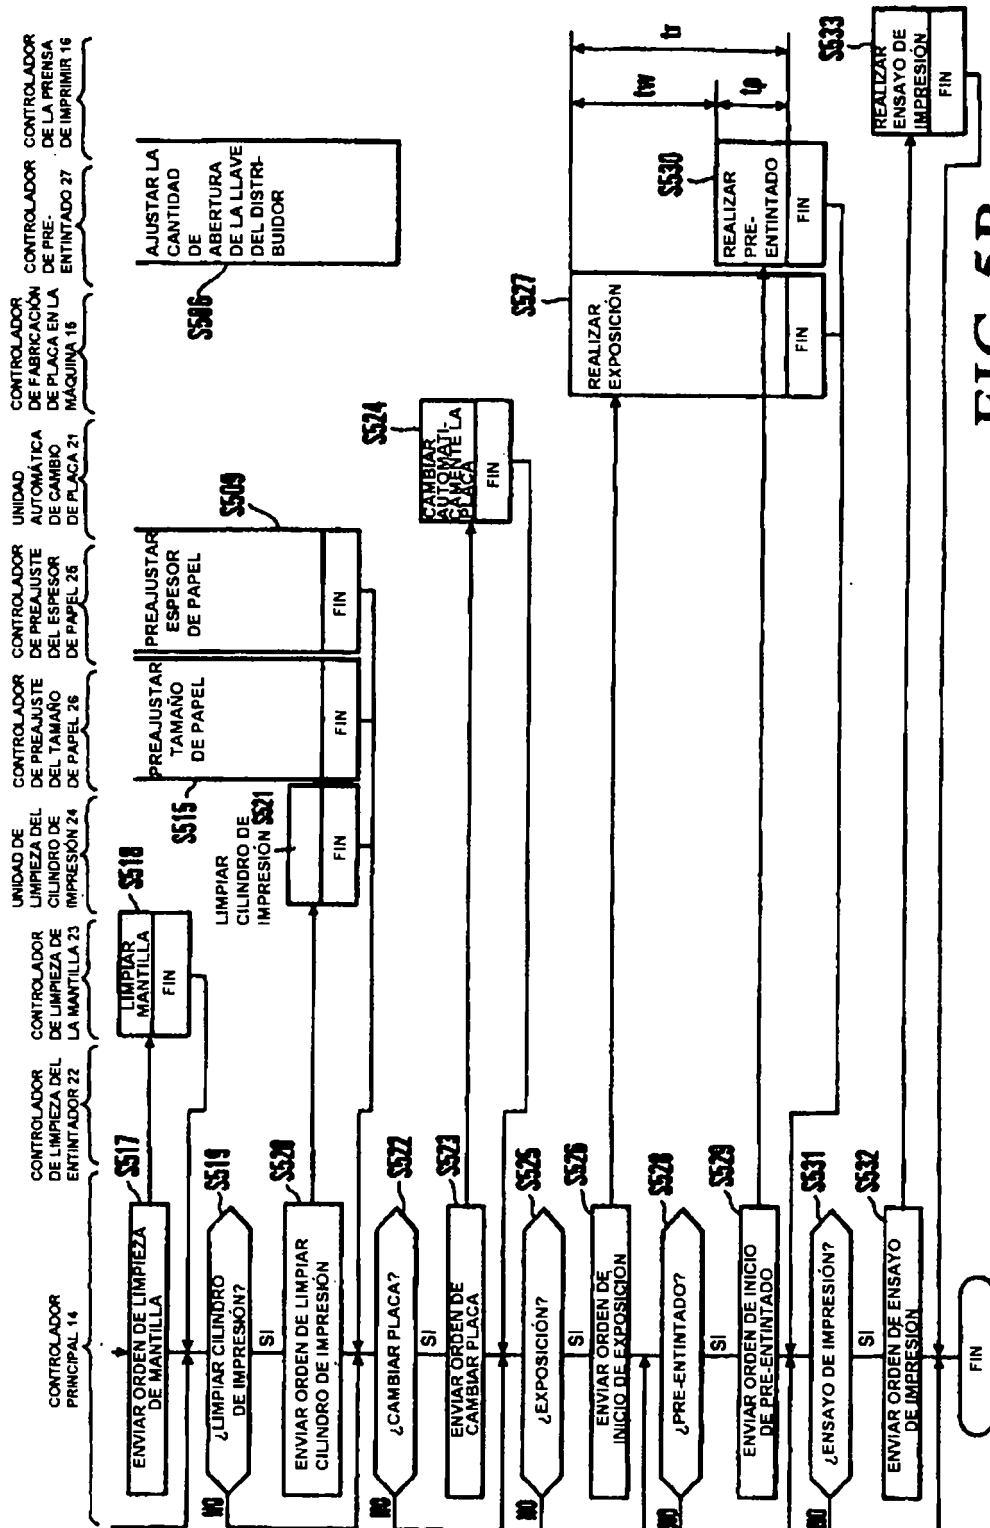 CONTROLADOR
PRINCIPAL 14
CONTROLADOR
DE LIMPIEZA DEL
ENTINTADOR 22
CONTROLADOR
DE LIMPIEZA DE
LA MANTILLA 23
UNIDAD DE
LIMPIEZA DEL
CILINDRO DE
IMPRESIÓN 24
CONTROLADOR
DE PREAJUSTE
DEL TAMAÑO
DE PAPEL 26
CONTROLADOR
DE PREAJUSTE
DEL ESPESOR
DE PAPEL 25
UNIDAD
AUTOMÁTICA
DE CAMBIO
DE PLACA 21
CONTROLADOR
DE FABRICACIÓN
DE PLACA EN LA
MÁQUINA 15
CONTROLADOR
DE PRE-
ENTINTADO 27
CONTROLADOR
DE LA PRENSA
DE IMPRIMIR 16
ENVIAR ORDEN DE LIMPIEZA
DE MANTILLA
S517
LIMPIAR
MANTILLA
FIN
S518
PREAJUSTAR
TAMAÑO
DE PAPEL
FIN
S515
PREAJUSTAR
ESPESOR
DE PAPEL
FIN
S509
AJUSTAR LA
CANTIDAD
DE
ABERTURA
DE LA LLAVE
DEL DISTRI-
BUIDOR
S506
¿LIMPIAR CILINDRO
DE IMPRESIÓN?
S519
NO
SI
ENVIAR ORDEN DE LIMPIAR
CILINDRO DE IMPRESIÓN
S520
LIMPIAR
CILINDRO DE
IMPRESIÓN S521
FIN
¿CAMBIAR PLACA?
S522
NO
SI
ENVIAR ORDEN DE
CAMBIAR PLACA
S523
CAMBIAR
AUTOMATI-
CAMENTE LA
PLACA
FIN
S524
¿EXPOSICIÓN?
S525
NO
SI
ENVIAR ORDEN DE
INICIO DE EXPOSICION
S526
REALIZAR
EXPOSICIÓN
FIN
S527
¿PRE-ENTINTADO?
S528
NO
SI
ENVIAR ORDEN DE INICIO
DE PRE-ENTINTADO
S529
REALIZAR
PRE-
ENTINTADO
FIN
S530
tw
tp
tr
¿ENSAYO DE IMPRESIÓN?
S531
NO
SI
ENVIAR ORDEN DE ENSAYO
DE IMPRESIÓN
S532
REALIZAR
ENSAYO DE
IMPRESIÓN
FIN
S533
FIN